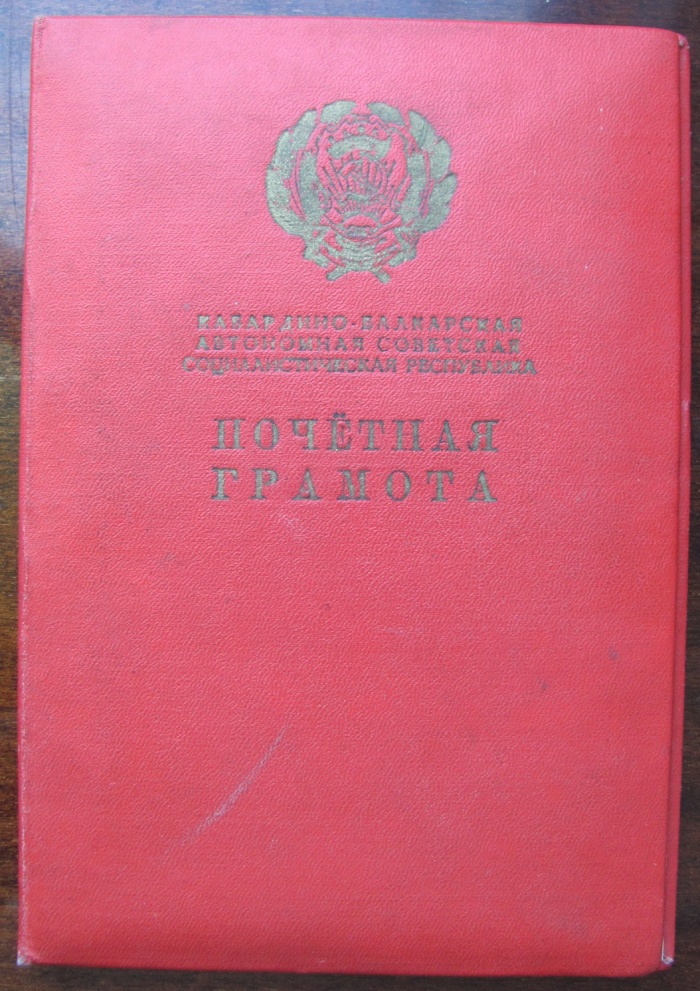 КАБАРДИНО-БАЛКАРСКАЯ
АВТОНОМНАЯ СОВЕТСКАЯ
СОЦИАЛИСТИЧЕСКАЯ РЕСПУБЛИКА
ПОЧЁТНАЯ
ГРАМОТА